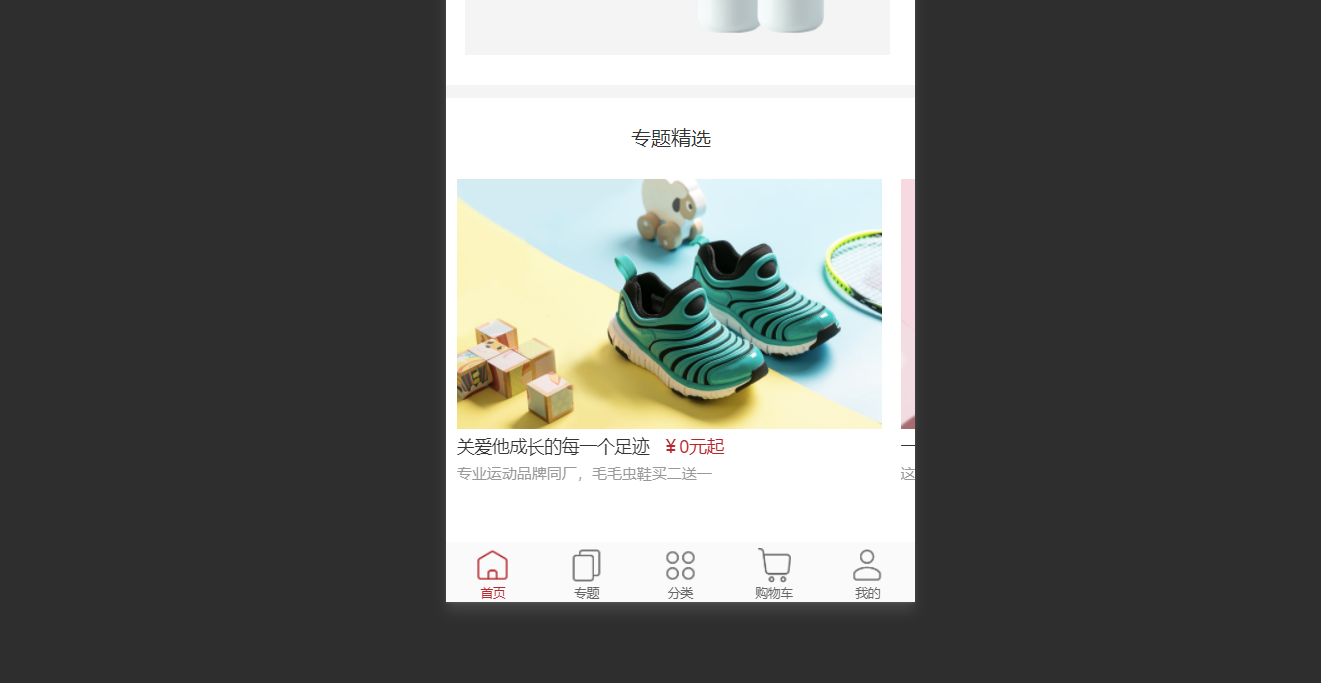 专题精选
关爱他成长的每一个足迹 ¥0元起
专业运动品牌同厂，毛毛虫鞋买二送一
首页 专题 分类 购物车 我的